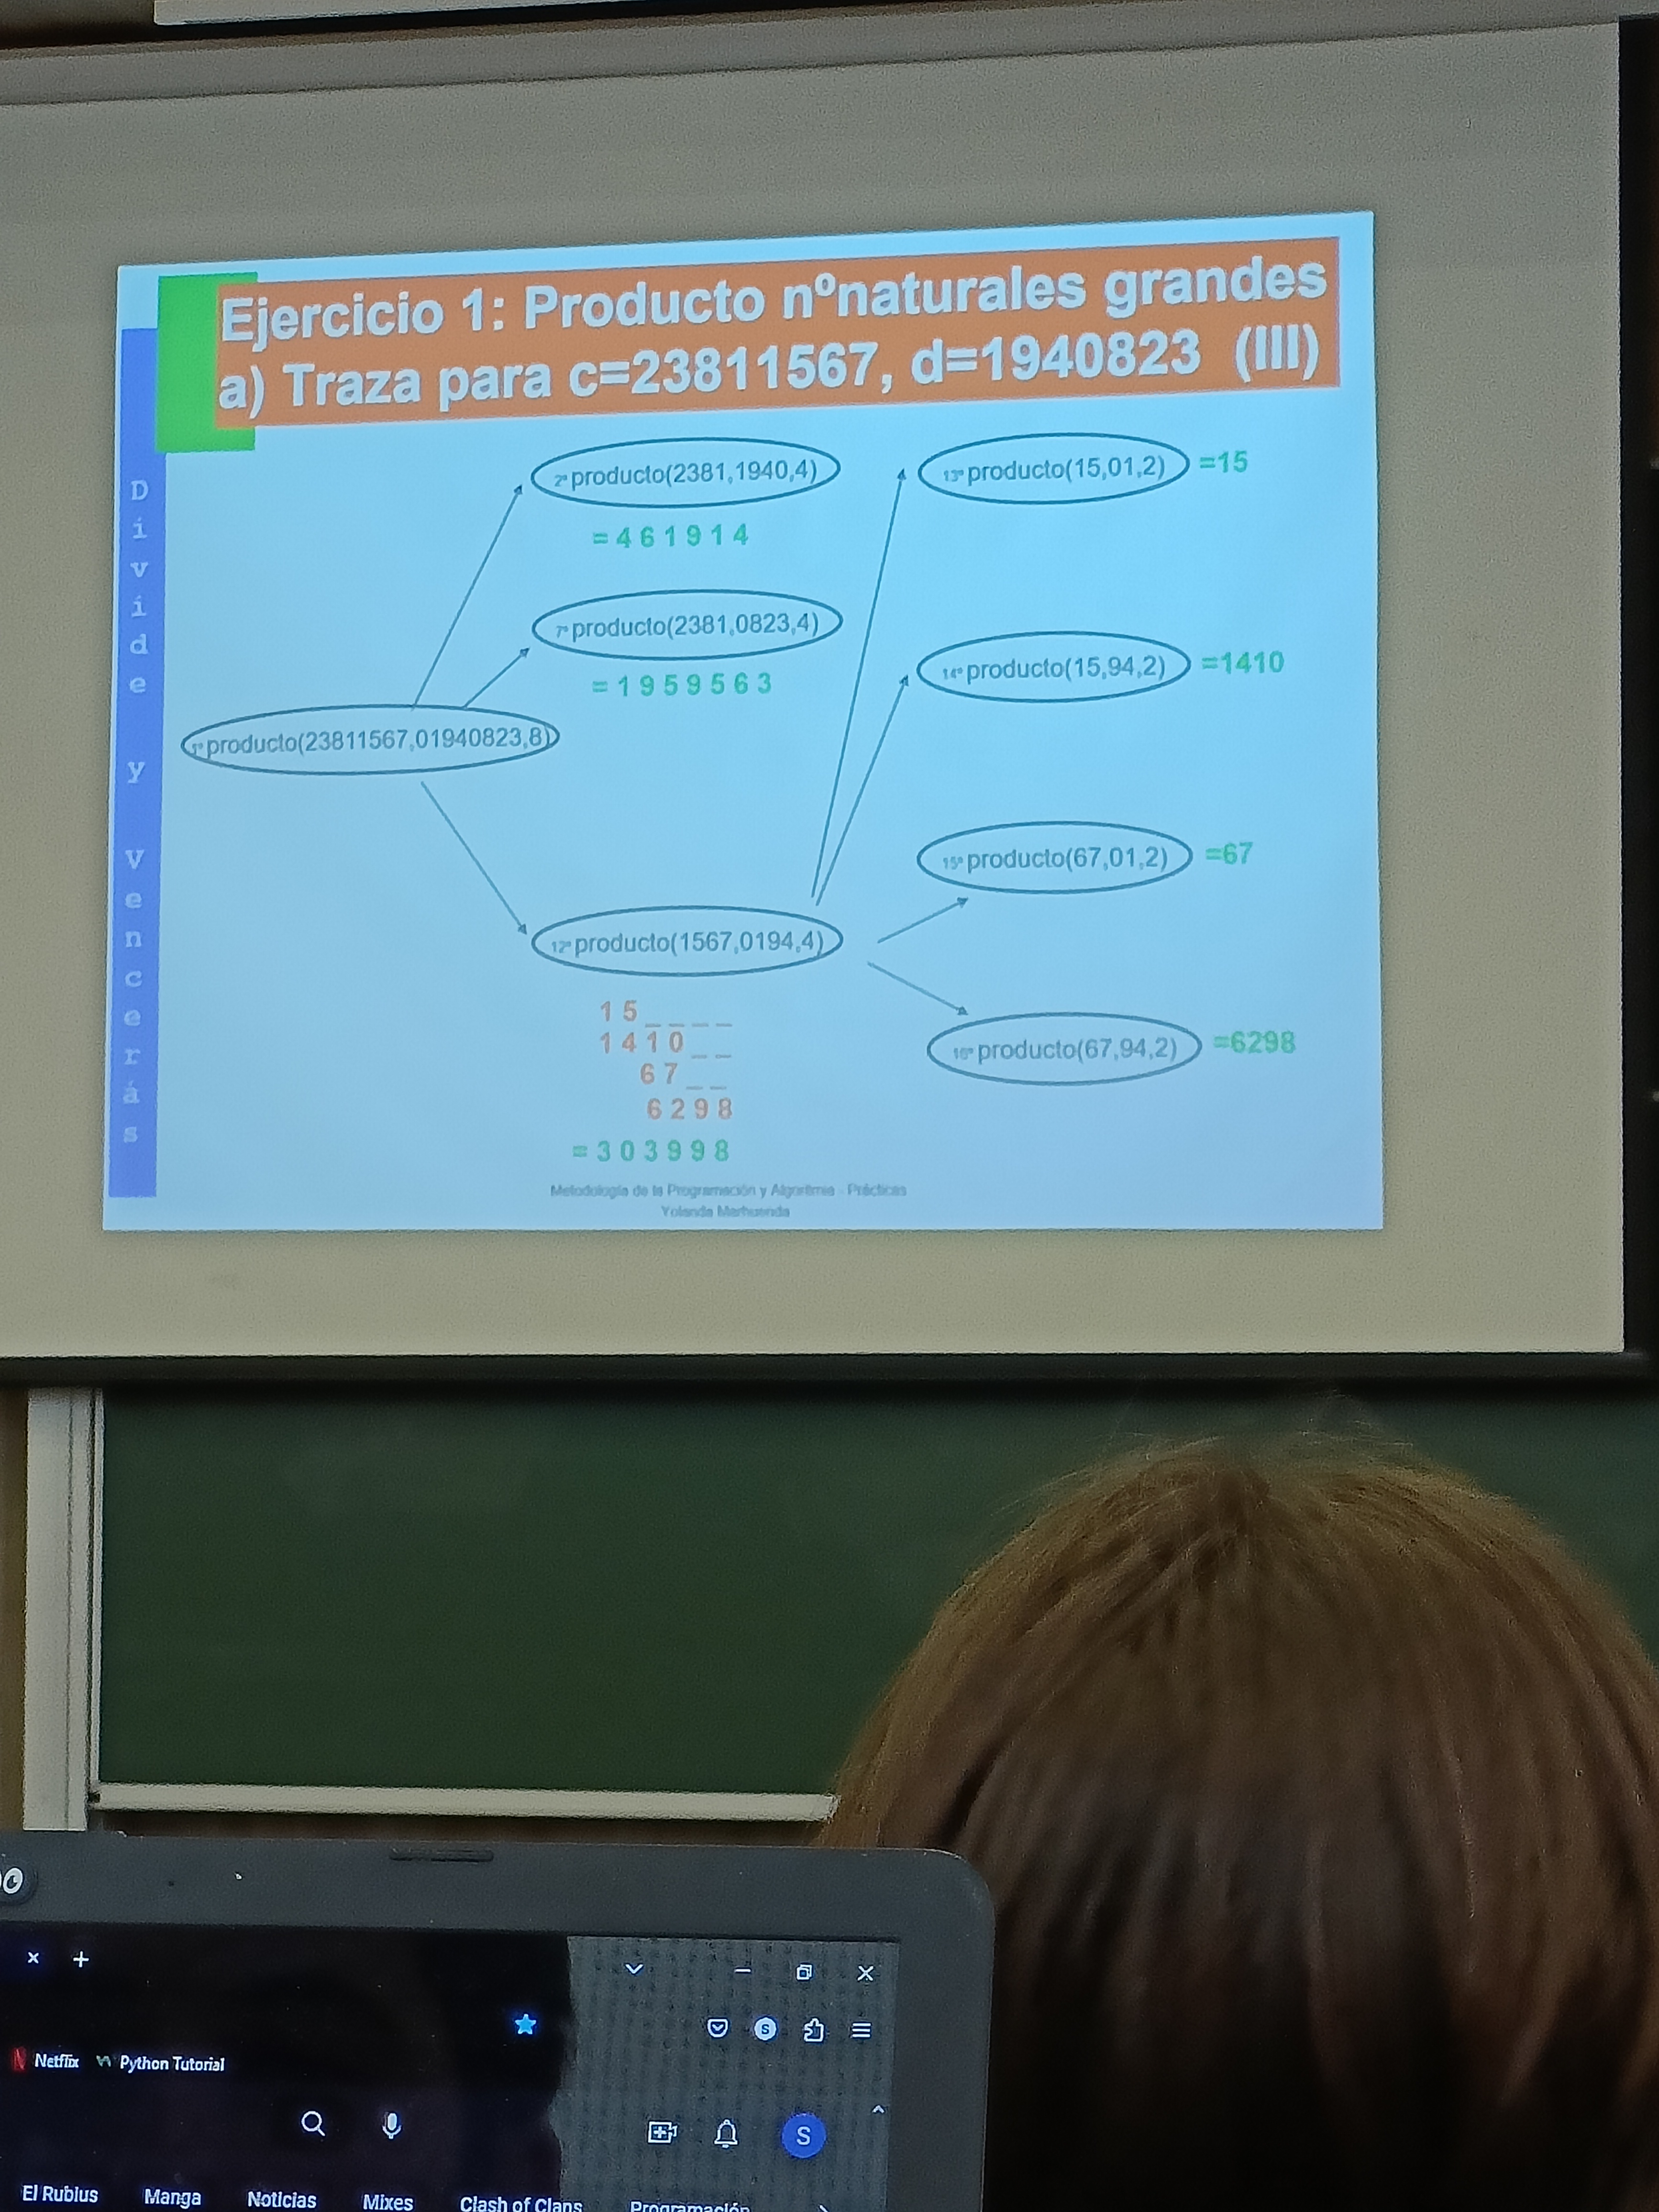 Ejercicio 1: Producto nºnaturales grandes
a) Traza para c=23811567, d=1940823 (III)
Divide y Vencerás
2º producto(2381,1940,4)
= 4 6 1 9 1 4
7º producto(2381,0823,4)
= 1 9 5 9 5 6 3
1º producto(23811567,01940823,8)
12º producto(1567,0194,4)
1 5 _ _ _ _
1 4 1 0 _ _
6 7 _ _
6 2 9 8
= 3 0 3 9 9 8
13º producto(15,01,2) =15
14º producto(15,94,2) =1410
15º producto(67,01,2) =67
16º producto(67,94,2) =6298
Metodología de la Programación y Algoritmia - Prácticas
Yolanda Marhuenda
Netflix Python Tutorial
S
El Rubius Manga Noticias Mixes Clash of Clans Programación